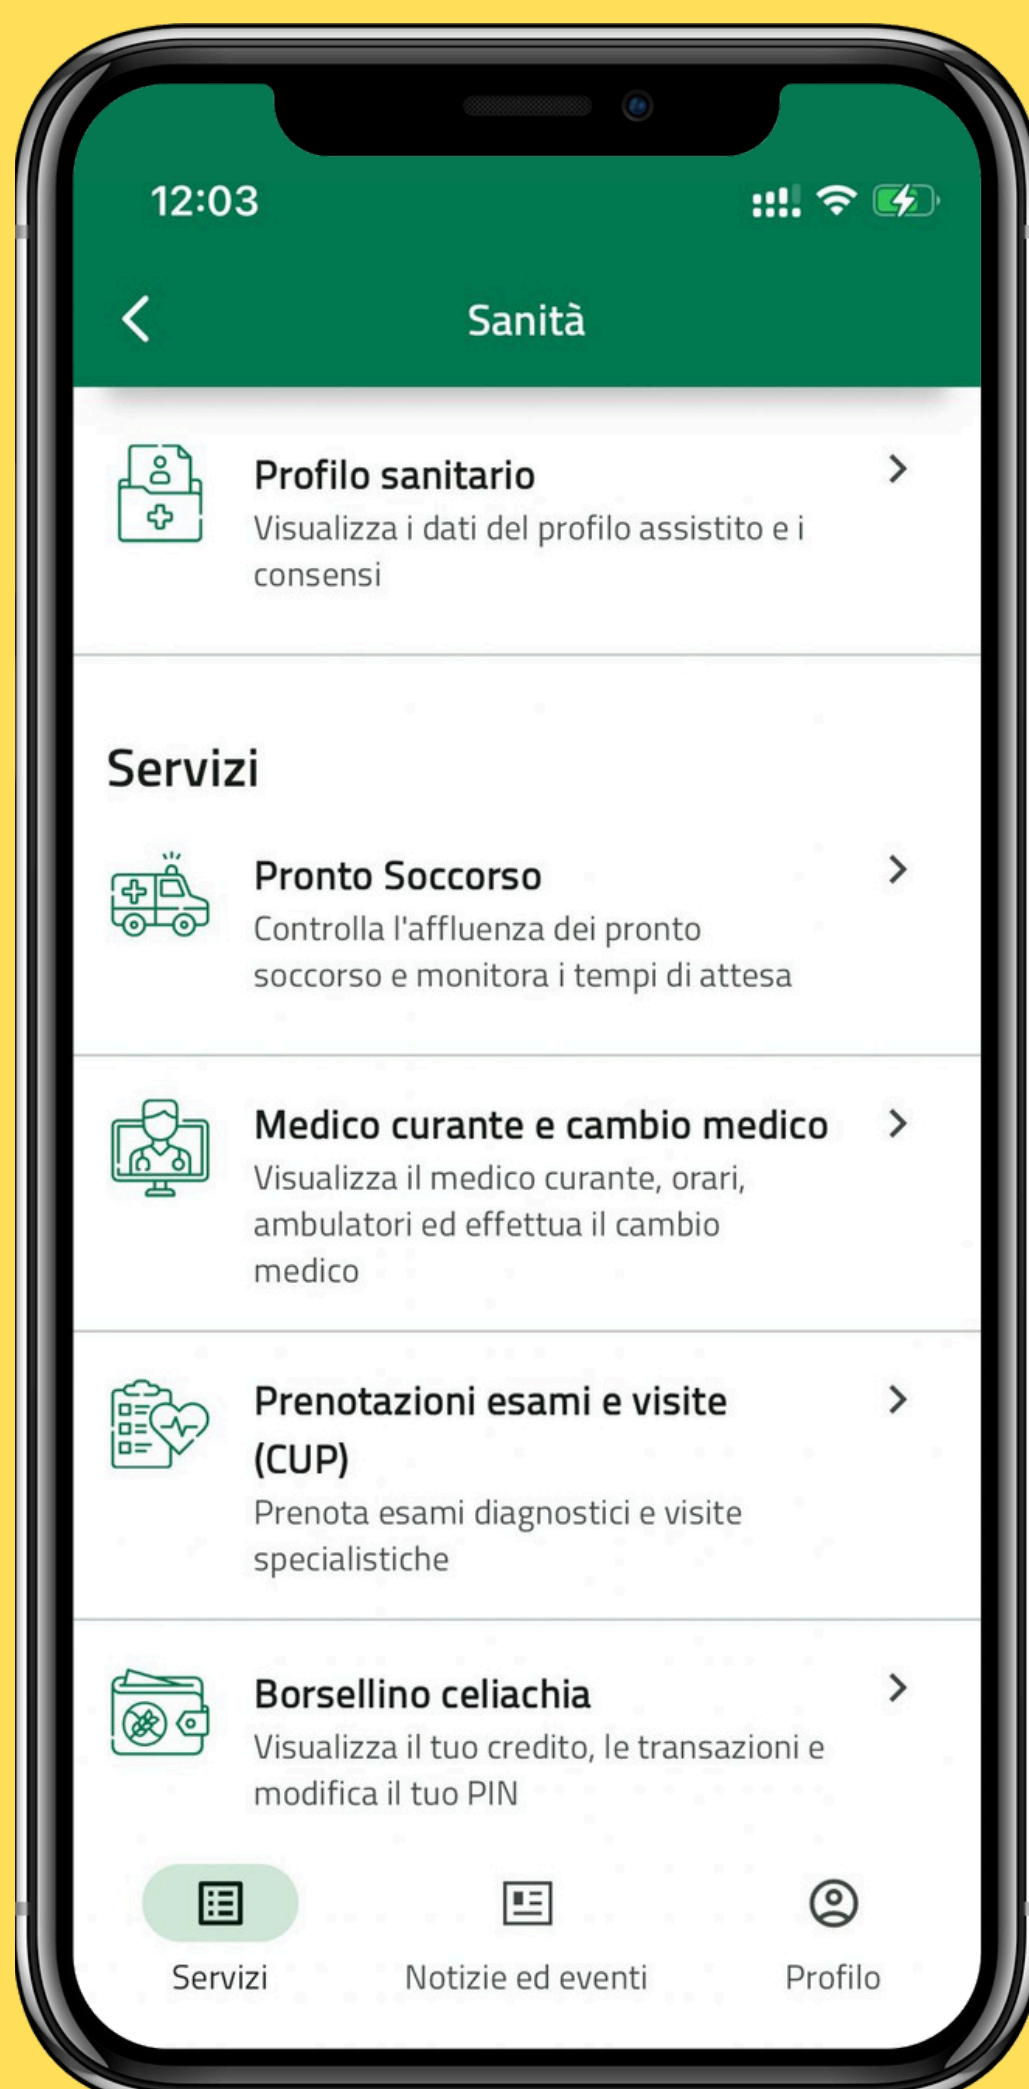 12:03
Sanità
Profilo sanitario
Visualizza i dati del profilo assistito e i
consensi
Servizi
Pronto Soccorso
Controlla l'affluenza dei pronto
soccorso e monitora i tempi di attesa
Medico curante e cambio medico
Visualizza il medico curante, orari,
ambulatori ed effettua il cambio
medico
Prenotazioni esami e visite
(CUP)
Prenota esami diagnostici e visite
specialistiche
Borsellino celiachia
Visualizza il tuo credito, le transazioni e
modifica il tuo PIN
Servizi
Notizie ed eventi
Profilo